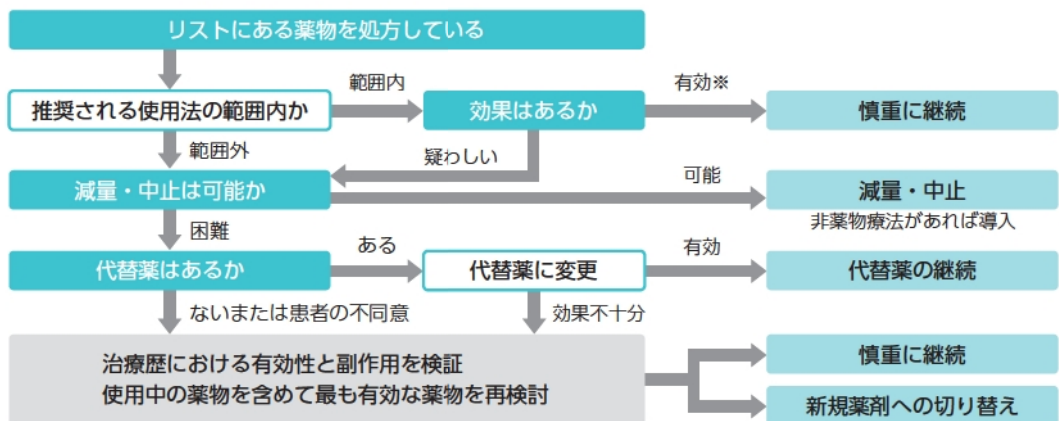 リストにある薬物を処方している
推奨される使用法の範囲内か
範囲内
効果はあるか
有効※
慎重に継続
範囲外
疑わしい
減量・中止は可能か
可能
減量・中止
非薬物療法があれば導入
困難
代替薬はあるか
ある
代替薬に変更
有効
代替薬の継続
ないまたは患者の不同意
効果不十分
治療歴における有効性と副作用を検証
使用中の薬物を含めて最も有効な薬物を再検討
慎重に継続
新規薬剤への切り替え